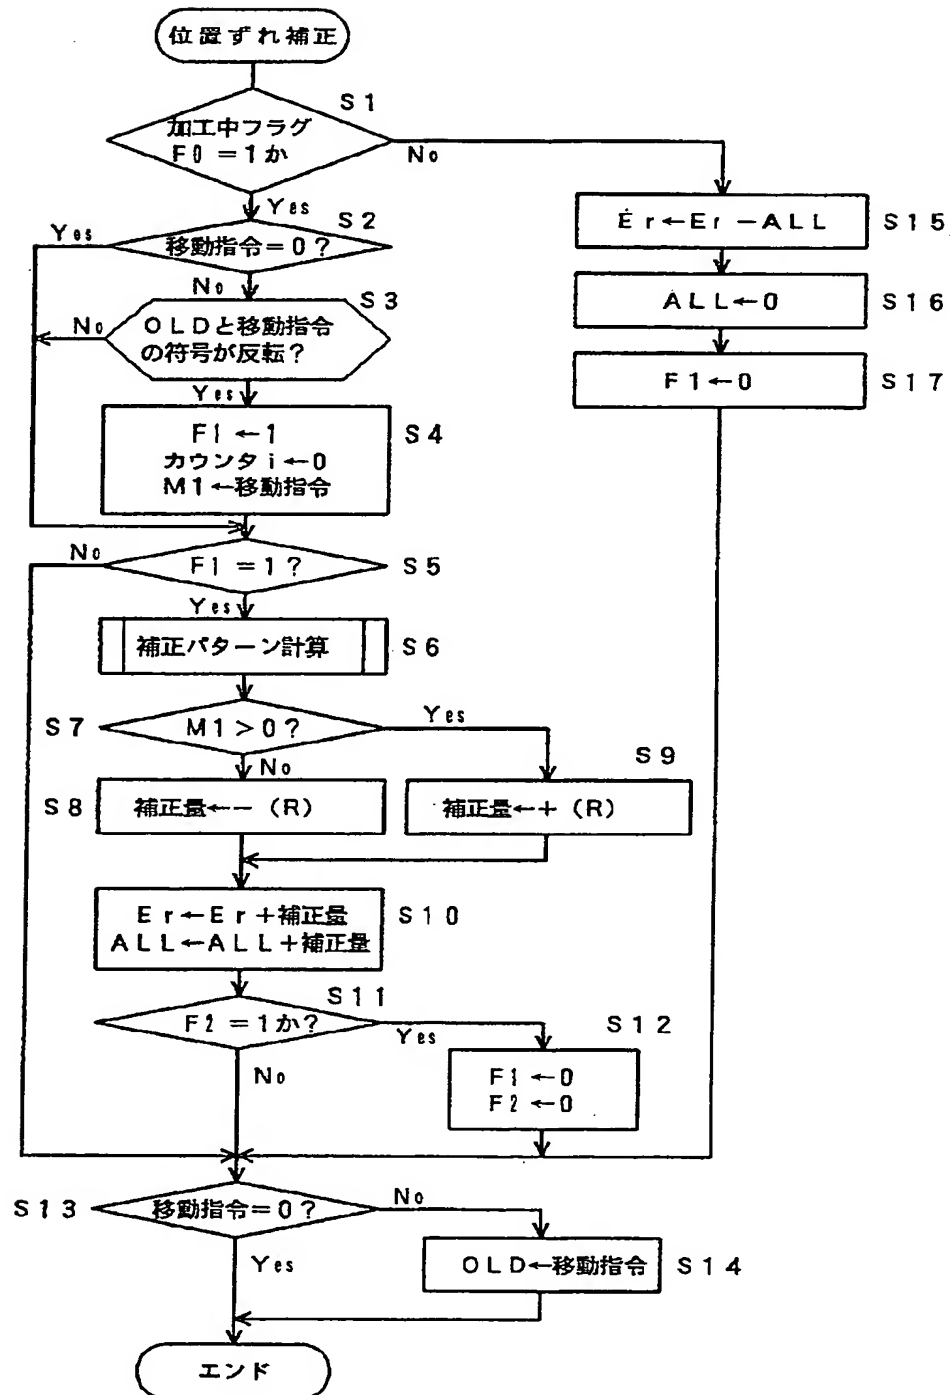 位置ずれ補正
S1
加工中フラグ
F0=1か
No
Yes
S2
Yes
移動指令=0?
No
S3
No
OLDと移動指令
の符号が反転?
Yes
S4
F1←1
カウンタi←0
M1←移動指令
No
F1=1?
S5
Yes
補正パターン計算
S6
S7
M1>0?
Yes
No
S9
S8
補正量←-(R)
補正量←+(R)
Er←Er+補正量
ALL←ALL+補正量
S10
S11
F2=1か?
Yes
No
S12
F1←0
F2←0
S15
Er←Er-ALL
S16
ALL←0
S17
F1←0
S13
移動指令=0?
No
Yes
OLD←移動指令
S14
エンド